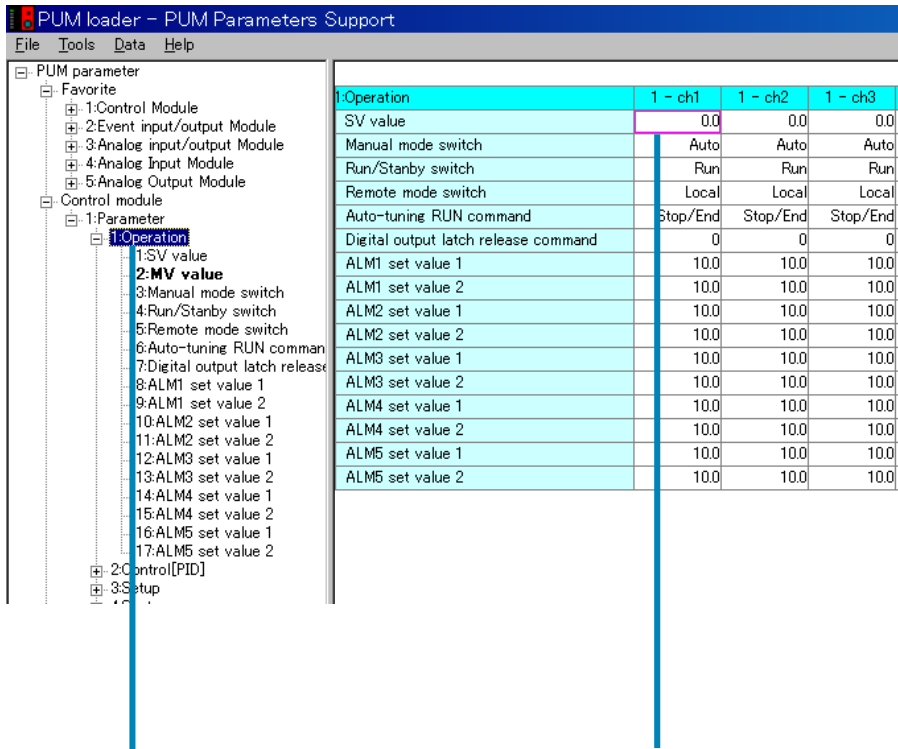 PUM loader - PUM Parameters Support
File Tools Data Help
PUM parameter
Favorite
1:Control Module
2:Event input/output Module
3:Analog input/output Module
4:Analog Input Module
5:Analog Output Module
Control module
1:Parameter
1:Operation
1:SV value
2:MV value
3:Manual mode switch
4:Run/Stanby switch
5:Remote mode switch
6:Auto-tuning RUN comman
7:Digital output latch release
8:ALM1 set value 1
9:ALM1 set value 2
10:ALM2 set value 1
11:ALM2 set value 2
12:ALM3 set value 1
13:ALM3 set value 2
14:ALM4 set value 1
15:ALM4 set value 2
16:ALM5 set value 1
17:ALM5 set value 2
2:Control[PID]
3:Setup
1:Operation 1 - ch1 1 - ch2 1 - ch3
SV value 0.0 0.0 0.0
Manual mode switch Auto Auto Auto
Run/Stanby switch Run Run Run
Remote mode switch Local Local Local
Auto-tuning RUN command Stop/End Stop/End Stop/End
Digital output latch release command 0 0 0
ALM1 set value 1 10.0 10.0 10.0
ALM1 set value 2 10.0 10.0 10.0
ALM2 set value 1 10.0 10.0 10.0
ALM2 set value 2 10.0 10.0 10.0
ALM3 set value 1 10.0 10.0 10.0
ALM3 set value 2 10.0 10.0 10.0
ALM4 set value 1 10.0 10.0 10.0
ALM4 set value 2 10.0 10.0 10.0
ALM5 set value 1 10.0 10.0 10.0
ALM5 set value 2 10.0 10.0 10.0